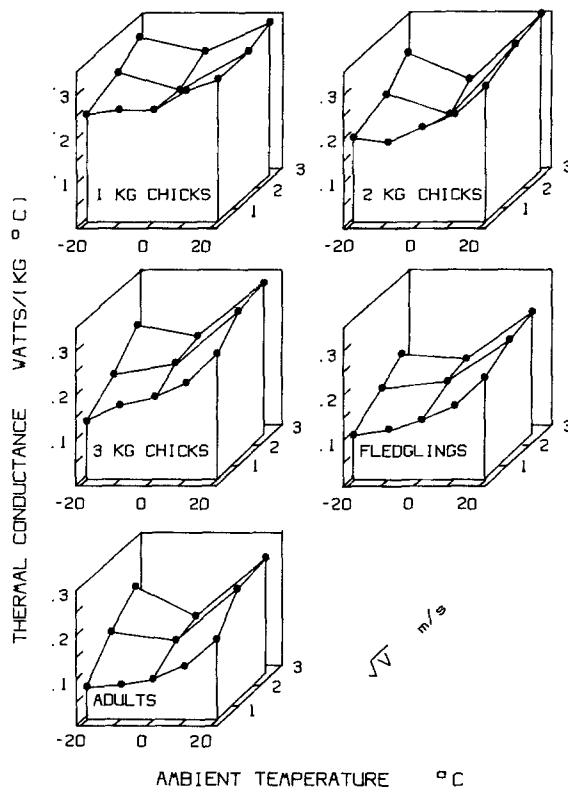 THERMAL CONDUCTANCE WATTS/(KG °C)
.3
.2
.1
1 KG CHICKS
-20 0 20
1
2
3
.3
.2
.1
2 KG CHICKS
-20 0 20
1
2
3
.3
.2
.1
3 KG CHICKS
-20 0 20
1
2
3
.3
.2
.1
FLEDGLINGS
-20 0 20
1
2
3
.3
.2
.1
ADULTS
-20 0 20
1
2
3
√V m/s
AMBIENT TEMPERATURE °C